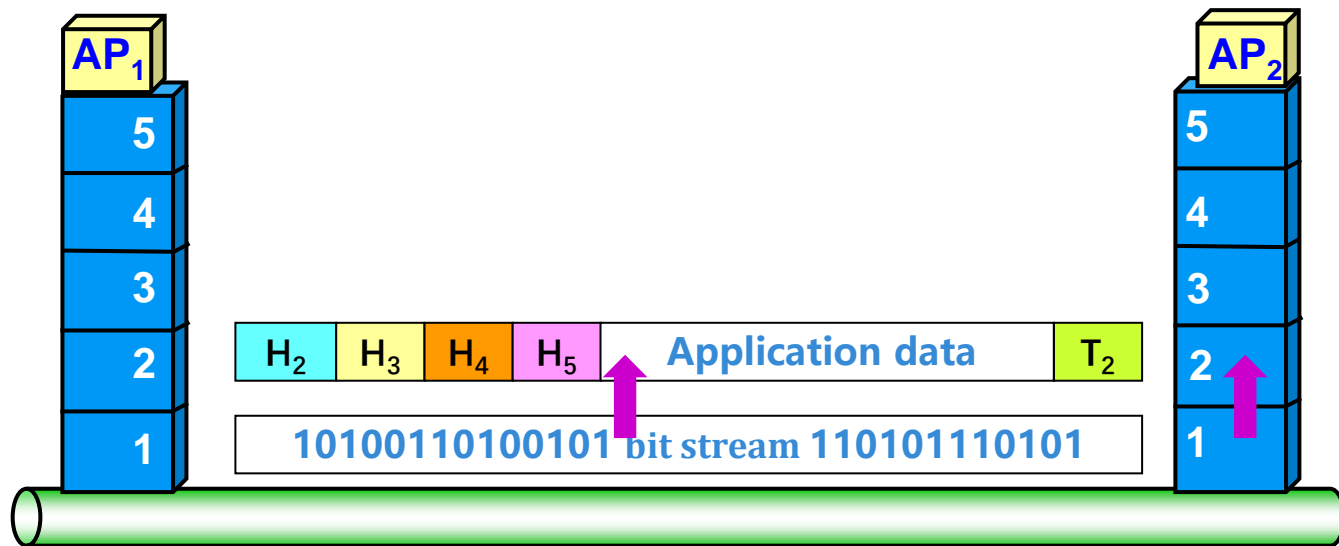 AP₁
AP₂
5
5
4
4
3
3
H₂ H₃ H₄ H₅ Application data T₂
2
2
10100110100101 bit stream 110101110101
1
1